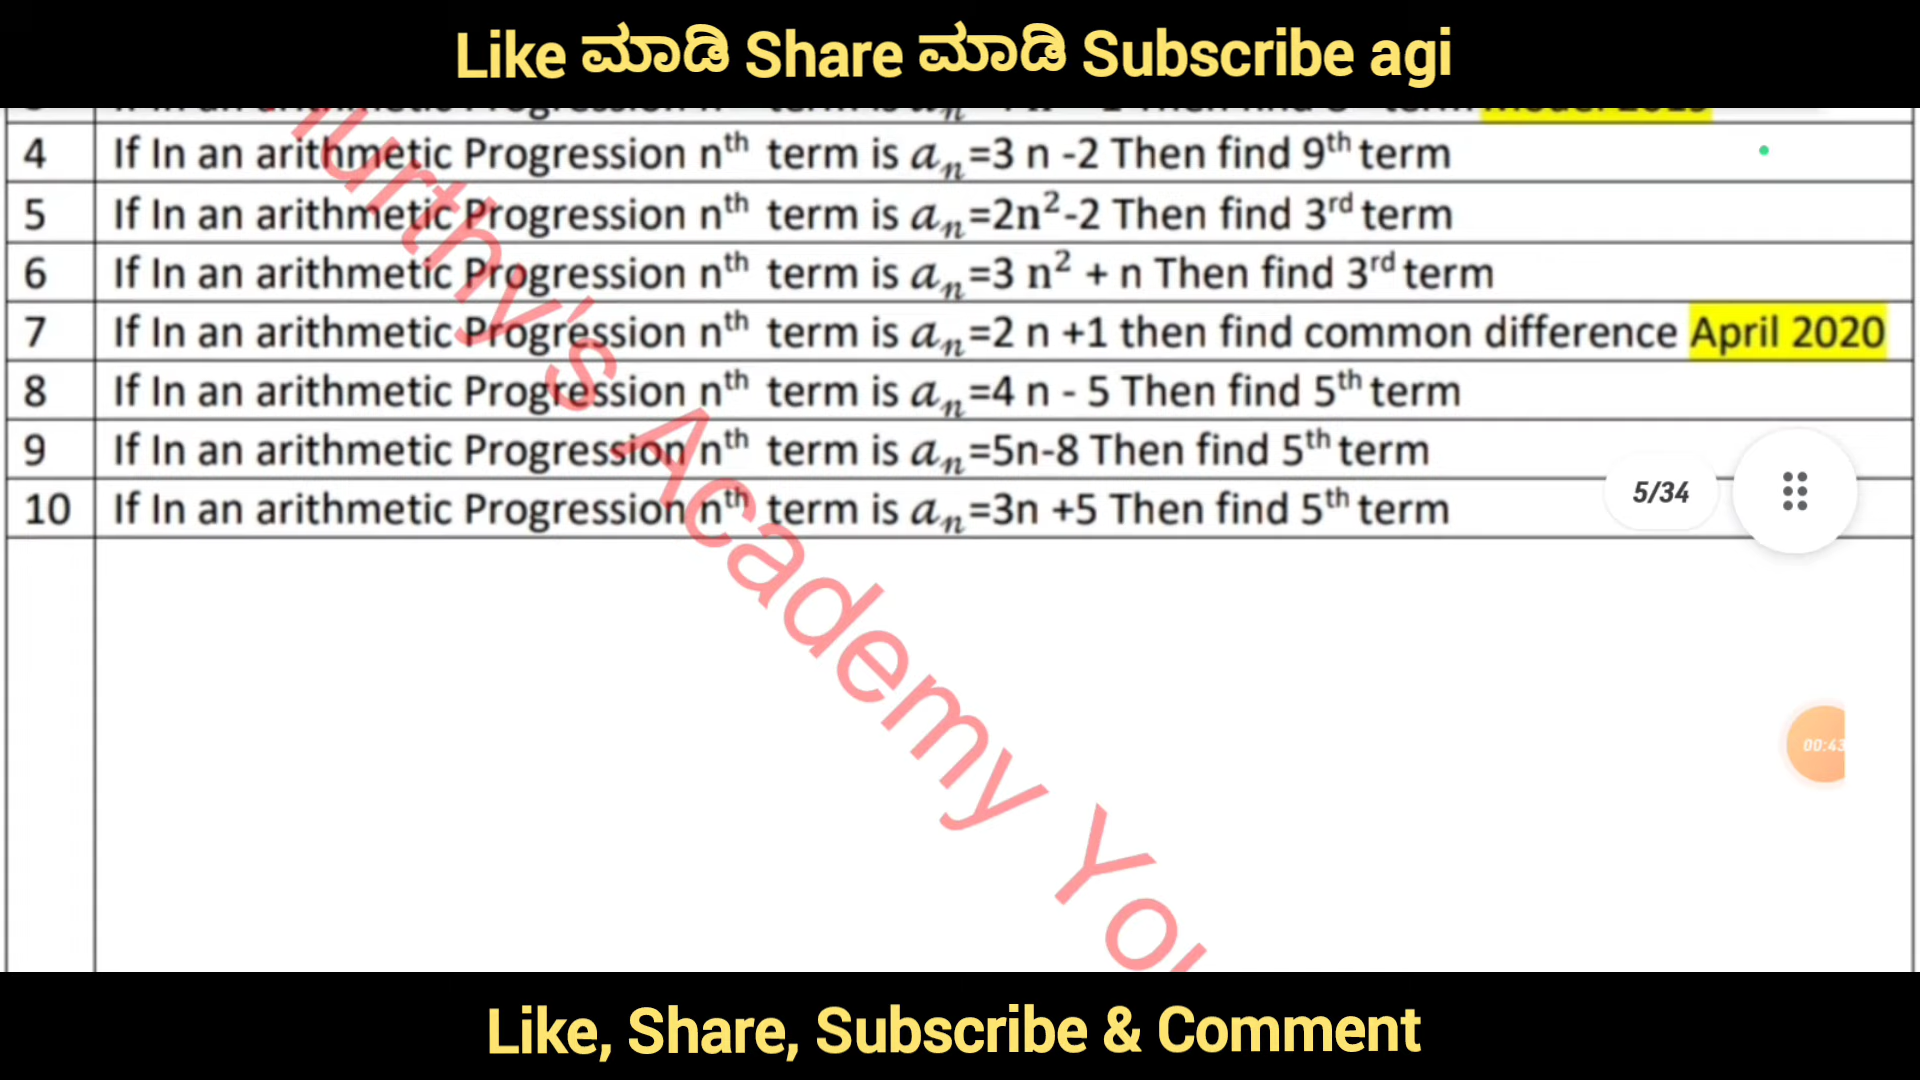 Like ಮಾಡಿ Share ಮಾಡಿ Subscribe agi
4 If In an arithmetic Progression nth term is an=3 n -2 Then find 9th term
5 If In an arithmetic Progression nth term is an=2n²-2 Then find 3rd term
6 If In an arithmetic Progression nth term is an=3 n² + n Then find 3rd term
7 If In an arithmetic Progression nth term is an=2 n +1 then find common difference April 2020
8 If In an arithmetic Progression nth term is an=4 n - 5 Then find 5th term
9 If In an arithmetic Progression nth term is an=5n-8 Then find 5th term
5/34
10 If In an arithmetic Progression nth term is an=3n +5 Then find 5th term
Academy
00:43
Like, Share, Subscribe & Comment